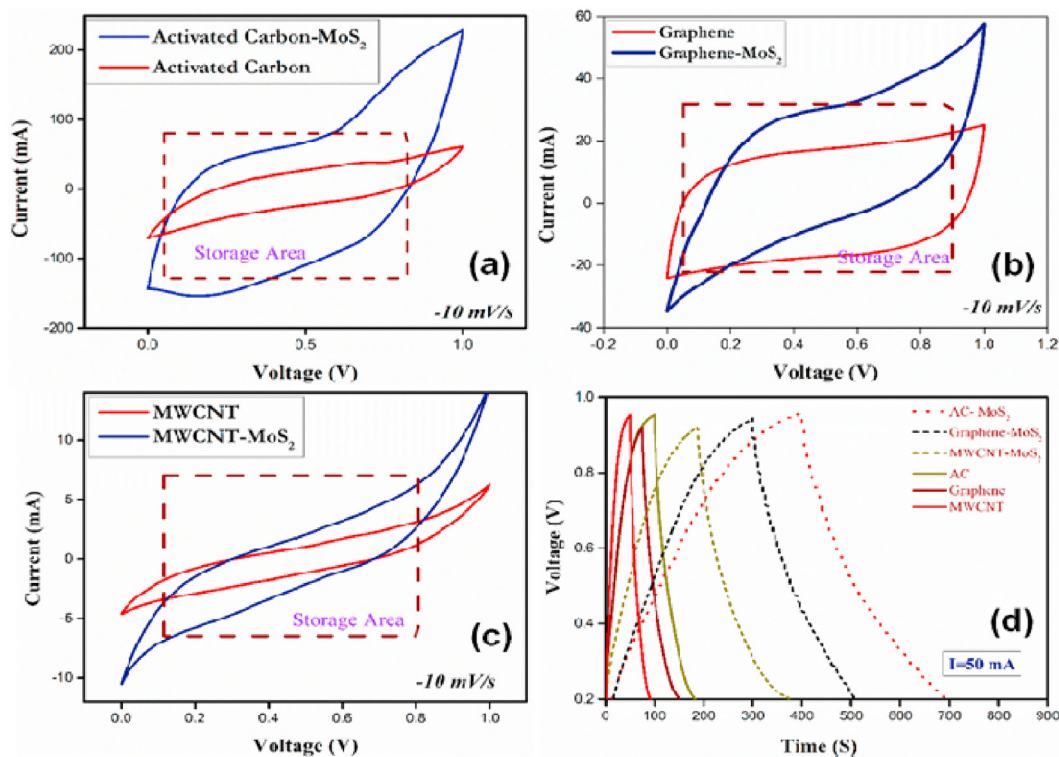 Activated Carbon-MoS2
Activated Carbon
200
100
0
-100
-200
Current (mA)
Storage Area
(a)
-10 mV/s
0.0
0.5
1.0
Voltage (V)
Graphene
Graphene-MoS2
60
40
20
0
-20
-40
Current (mA)
Storage Area
(b)
-10 mV/s
-0.2
0.0
0.2
0.4
0.6
0.8
1.0
1.2
Voltage (V)
MWCNT
MWCNT-MoS2
10
5
0
-5
-10
Current (mA)
Storage Area
(c)
-10 mV/s
0.0
0.2
0.4
0.6
0.8
1.0
Voltage (V)
AC- MoS2
Graphene-MoS2
MWCNT-MoS2
AC
Graphene
MWCNT
1.0
0.8
0.6
0.4
0.2
Voltage (V)
(d)
I=50 mA
0
100
200
300
400
500
600
700
800
900
Time (S)